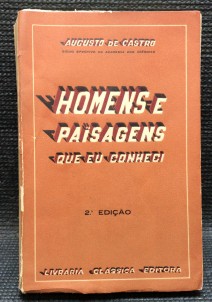 AUGUSTO DE CASTRO
HOMENS E
PAISAGENS
QUE EU CONHECI
2.ª EDIÇÃO
LIVRARIA CLÁSSICA EDITORA